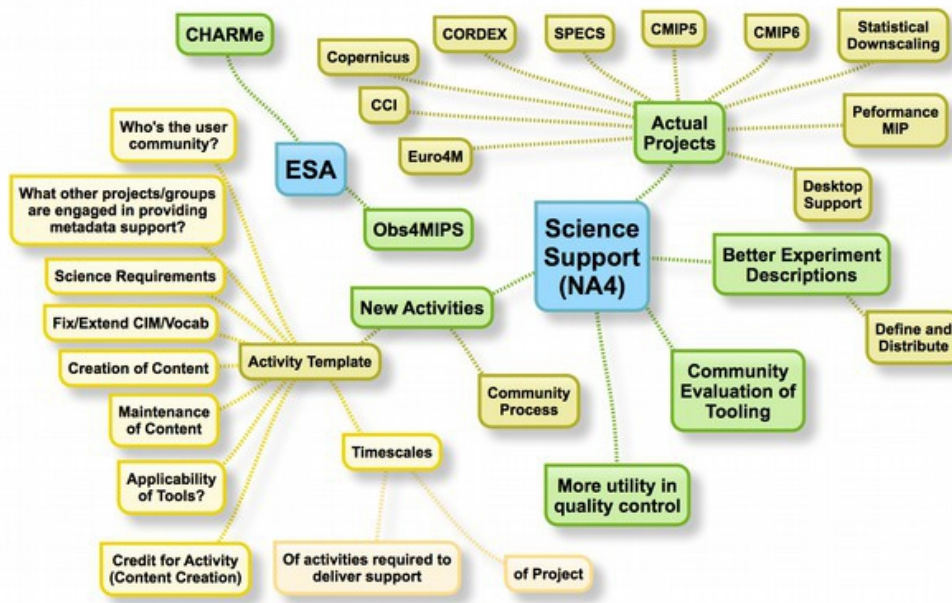 CHARMe
CORDEX
SPECS
CMIP5
CMIP6
Statistical
Downscaling
Copernicus
CCI
Euro4M
Actual
Projects
Peformance
MIP
Desktop
Support
Who's the user
community?
ESA
What other projects/groups
are engaged in providing
metadata support?
Obs4MIPS
Science
Support
(NA4)
Better Experiment
Descriptions
Science Requirements
New Activities
Fix/Extend CIM/Vocab
Define and
Distribute
Creation of Content
Activity Template
Community
Evaluation of
Tooling
Maintenance
of Content
Community
Process
Timescales
Applicability
of Tools?
More utility in
quality control
Credit for Activity
(Content Creation)
Of activities required to
deliver support
of Project